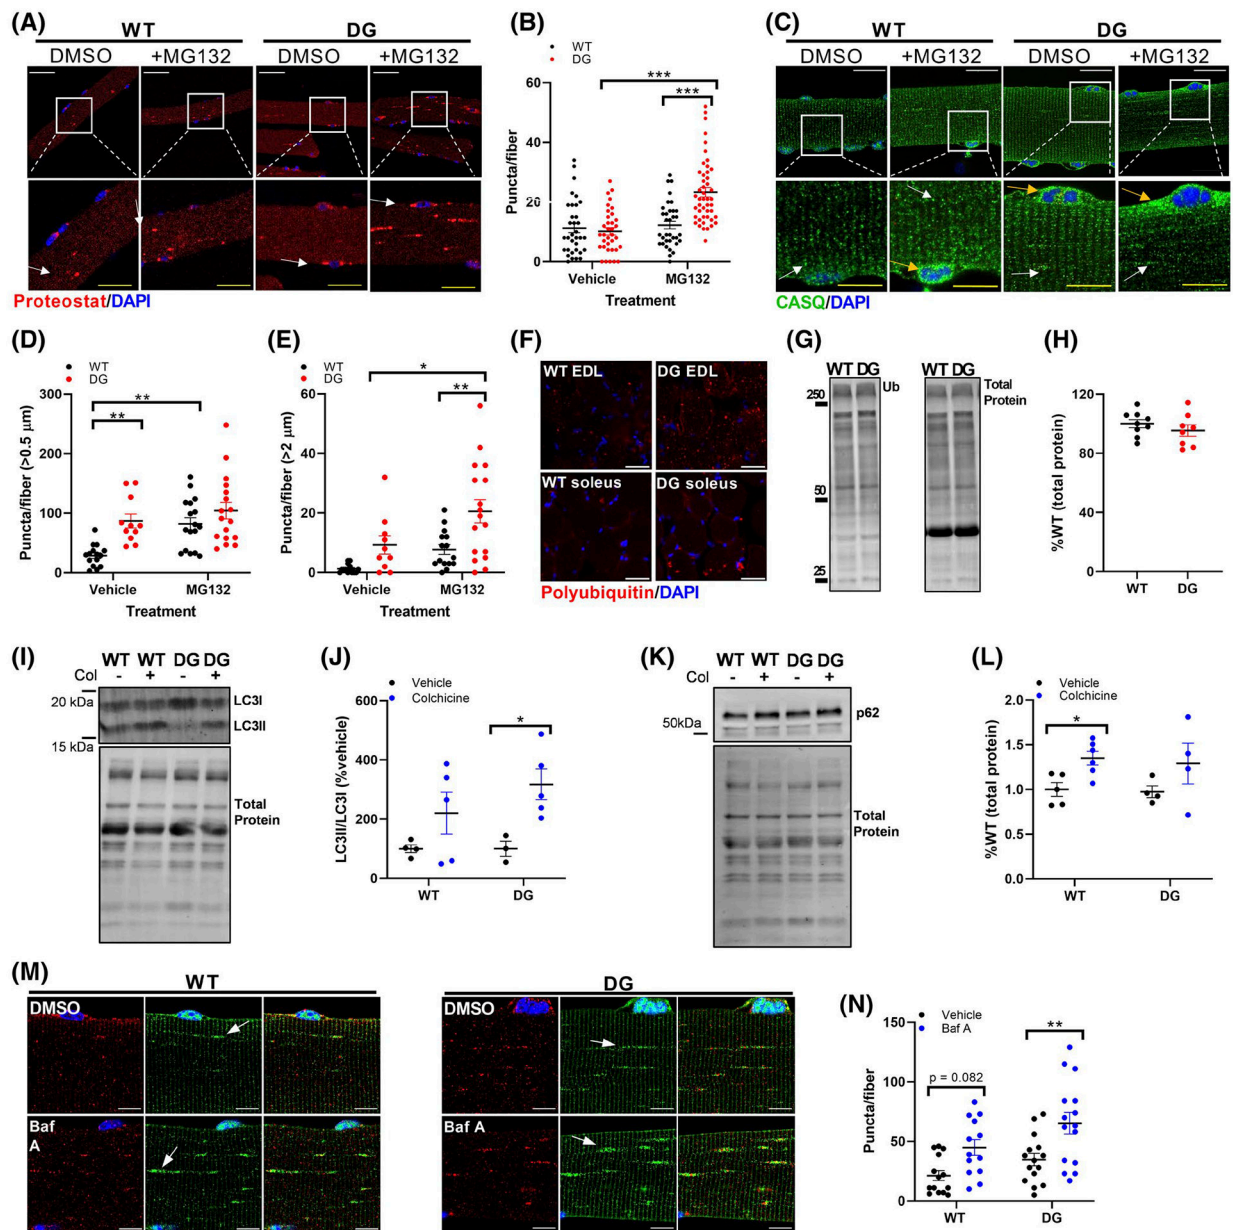 (A)
WT
DG
DMSO
+MG132
DMSO
+MG132
Proteostat/DAPI
(B)
WT
DG
***
***
Puncta/fiber
60
40
20
0
Vehicle
MG132
Treatment
(C)
WT
DG
DMSO
+MG132
DMSO
+MG132
CASQ/DAPI
(D)
WT
DG
**
**
Puncta/fiber (>0.5 μm)
300
200
100
0
Vehicle
MG132
Treatment
(E)
WT
DG
*
**
Puncta/fiber (>2 μm)
60
40
20
0
Vehicle
MG132
Treatment
(F)
WT EDL
DG EDL
WT soleus
DG soleus
Polyubiquitin/DAPI
(G)
WT DG
WT DG
250
Ub
Total
Protein
50
25
(H)
%WT (total protein)
120
80
40
0
WT
DG
(I)
WT WT DG DG
Col - + - +
20 kDa
LC3I
LC3II
15 kDa
Total
Protein
(J)
Vehicle
Colchicine
*
LC3II/LC3I (%vehicle)
600
400
200
0
WT
DG
(K)
WT WT DG DG
Col - + - +
50kDa
p62
Total
Protein
(L)
Vehicle
Colchicine
*
%WT (total protein)
2.0
1.5
1.0
0.5
0.0
WT
DG
(M)
WT
DG
DMSO
DMSO
Baf
A
Baf A
(N)
Vehicle
Baf A
**
p = 0.082
Puncta/fiber
150
100
50
0
WT
DG